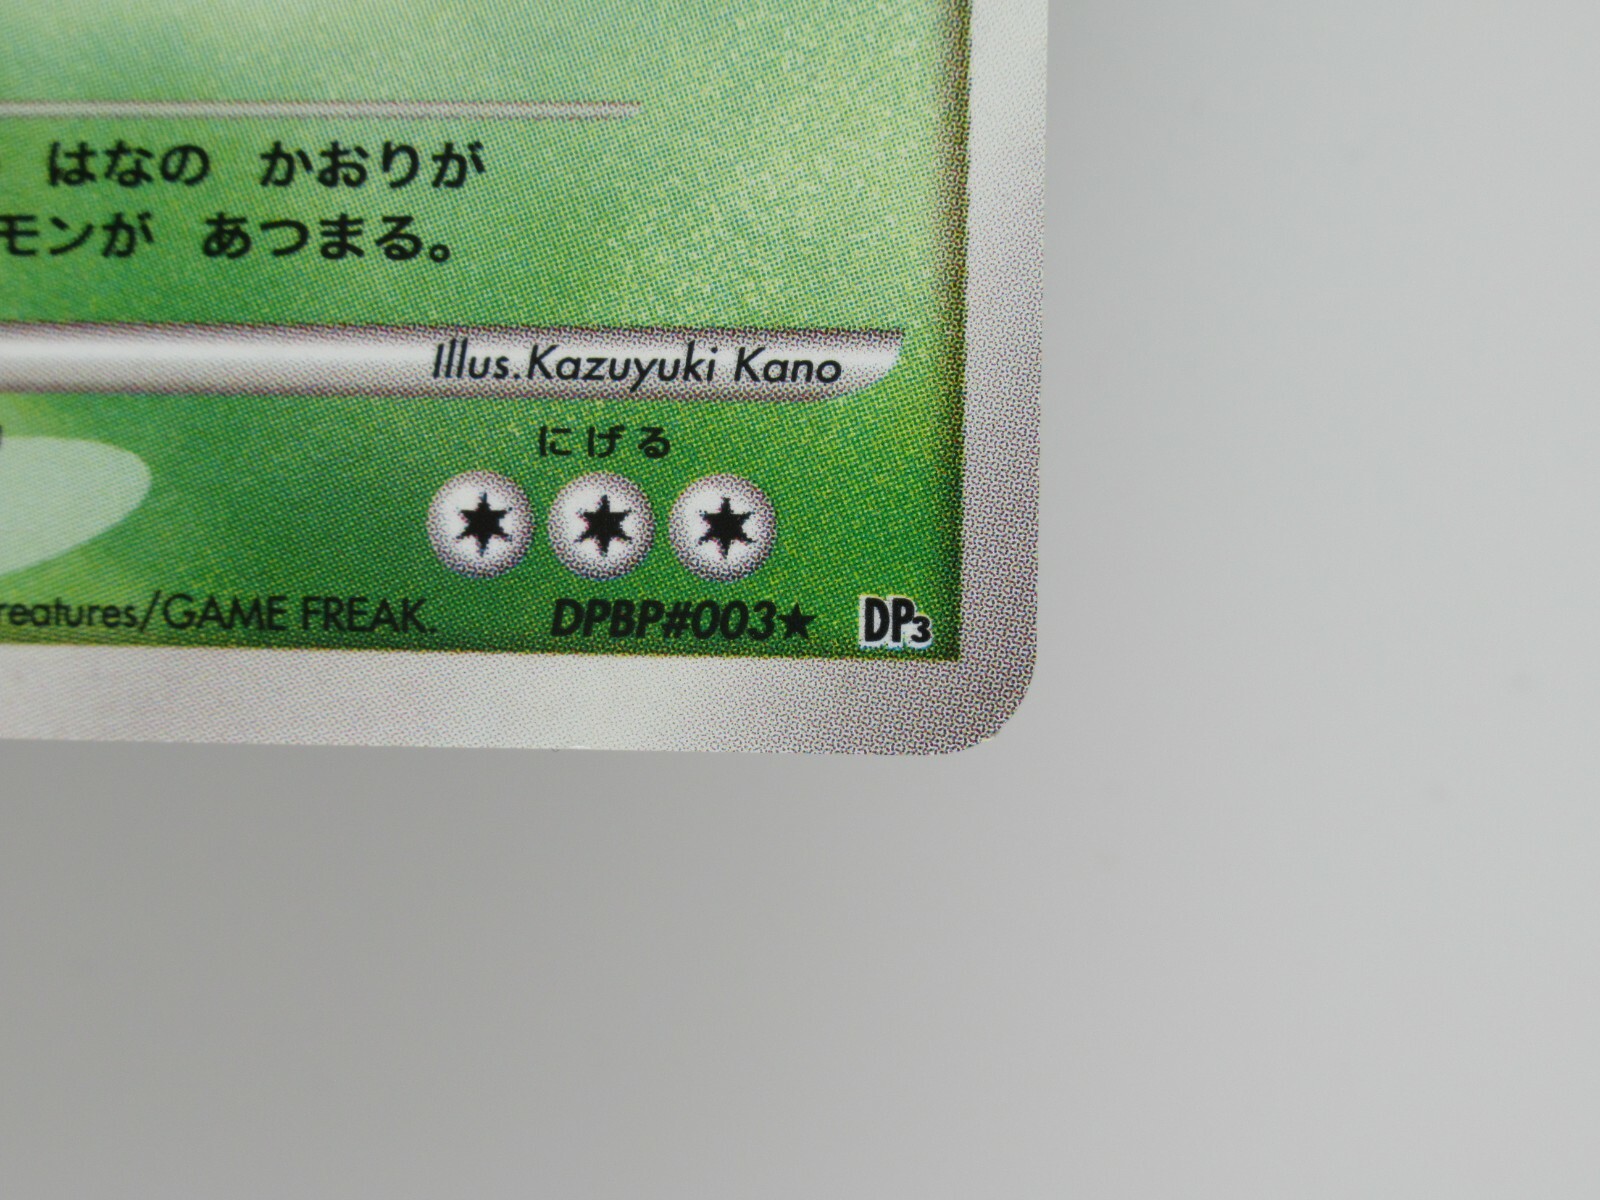 はなの かおりが
モンが あつまる。
Illus.Kazuyuki Kano
にげる
reatures/GAME FREAK. DPBP#003★ DP3